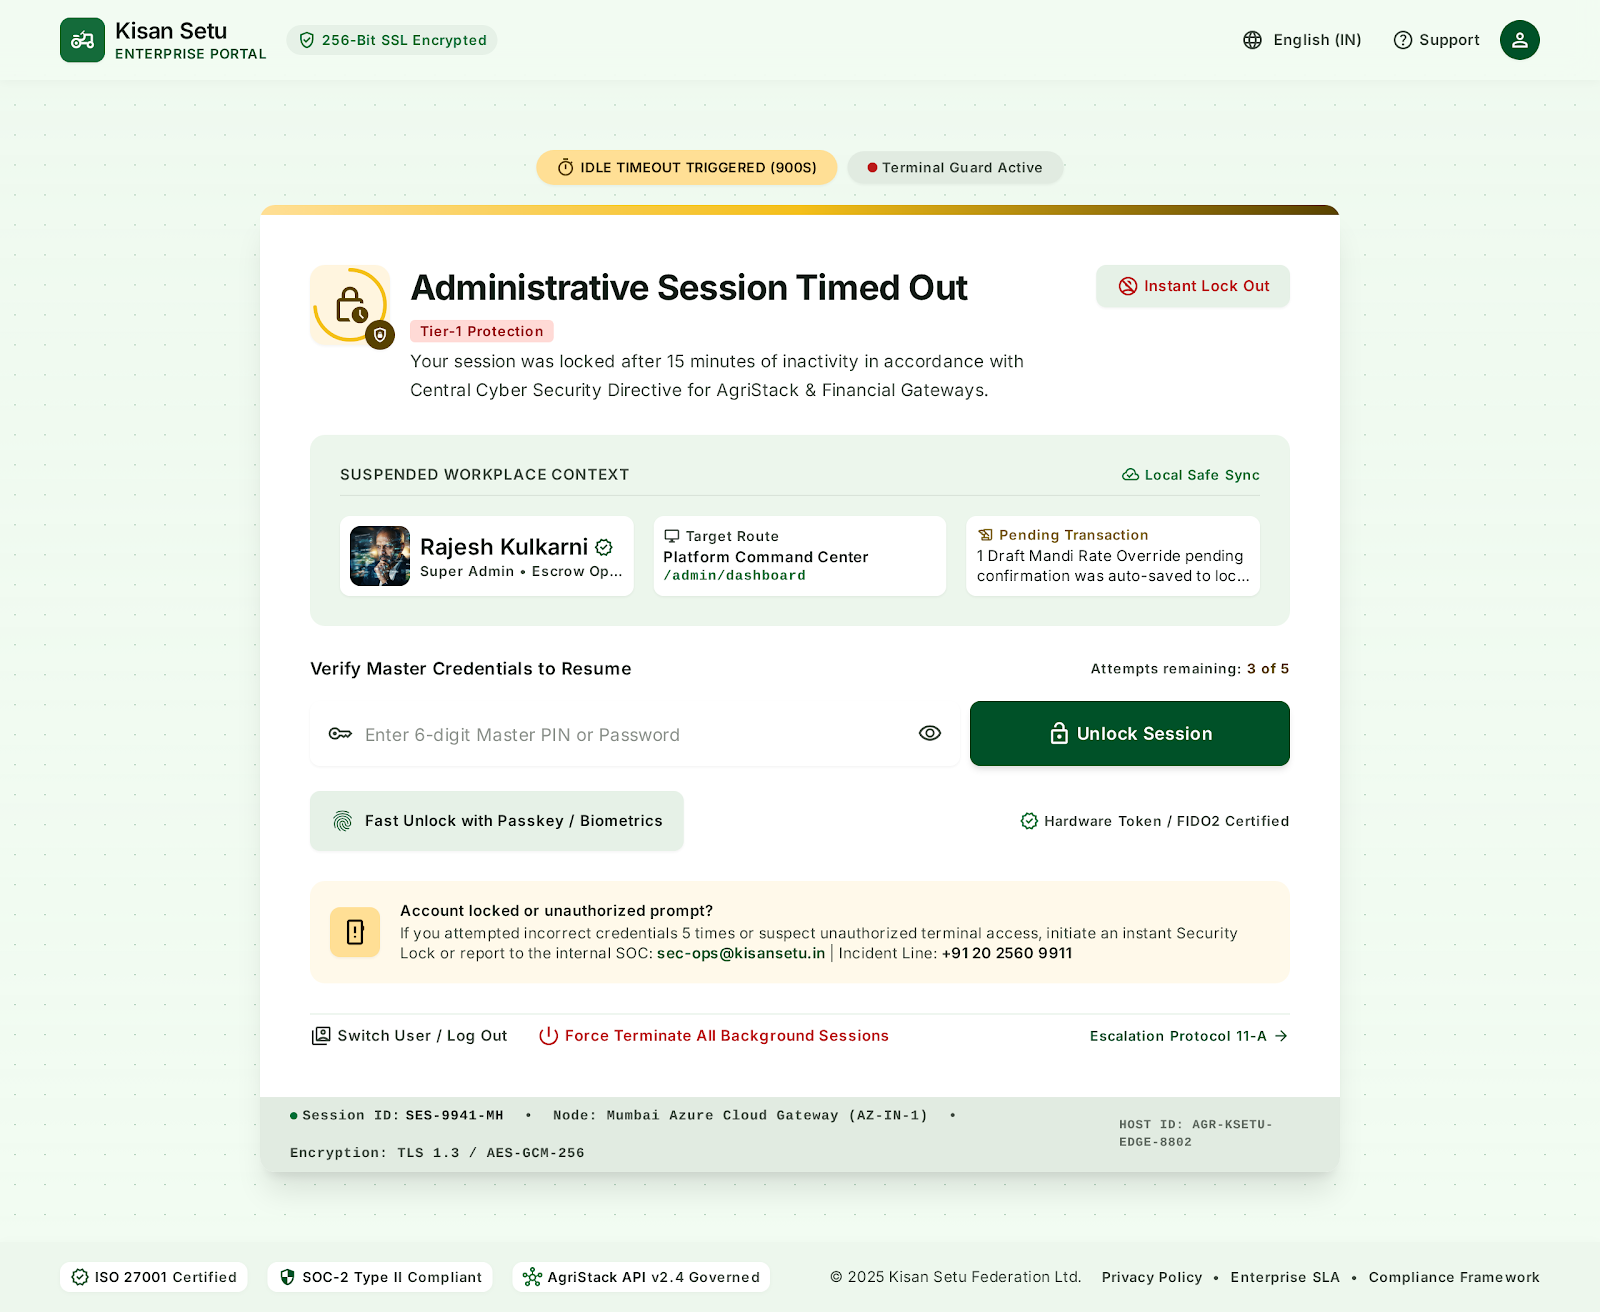 Kisan Setu
ENTERPRISE PORTAL
256-Bit SSL Encrypted
English (IN)
Support
IDLE TIMEOUT TRIGGERED (900S)
Terminal Guard Active
Administrative Session Timed Out
Instant Lock Out
Tier-1 Protection
Your session was locked after 15 minutes of inactivity in accordance with
Central Cyber Security Directive for AgriStack & Financial Gateways.
SUSPENDED WORKPLACE CONTEXT
Local Safe Sync
Rajesh Kulkarni
Super Admin • Escrow Op...
Target Route
Platform Command Center
/admin/dashboard
Pending Transaction
1 Draft Mandi Rate Override pending
confirmation was auto-saved to loc...
Verify Master Credentials to Resume
Attempts remaining: 3 of 5
Enter 6-digit Master PIN or Password
Unlock Session
Fast Unlock with Passkey / Biometrics
Hardware Token / FIDO2 Certified
Account locked or unauthorized prompt?
If you attempted incorrect credentials 5 times or suspect unauthorized terminal access, initiate an instant Security
Lock or report to the internal SOC: sec-ops@kisansetu.in | Incident Line: +91 20 2560 9911
Switch User / Log Out
Force Terminate All Background Sessions
Escalation Protocol 11-A →
Session ID: SES-9941-MH • Node: Mumbai Azure Cloud Gateway (AZ-IN-1) •
Encryption: TLS 1.3 / AES-GCM-256
HOST ID: AGR-KSETU-
EDGE-8802
ISO 27001 Certified
SOC-2 Type II Compliant
AgriStack API v2.4 Governed
© 2025 Kisan Setu Federation Ltd.
Privacy Policy • Enterprise SLA • Compliance Framework